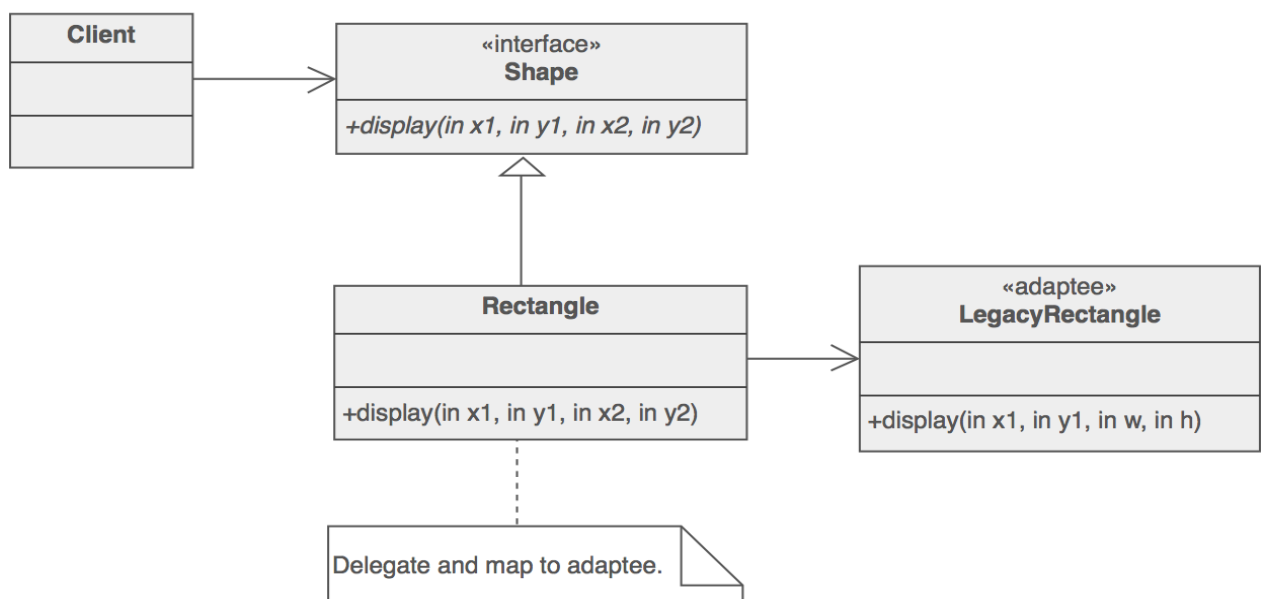 Client
«interface»
Shape
+display(in x1, in y1, in x2, in y2)
Rectangle
+display(in x1, in y1, in x2, in y2)
«adaptee»
LegacyRectangle
+display(in x1, in y1, in w, in h)
Delegate and map to adaptee.